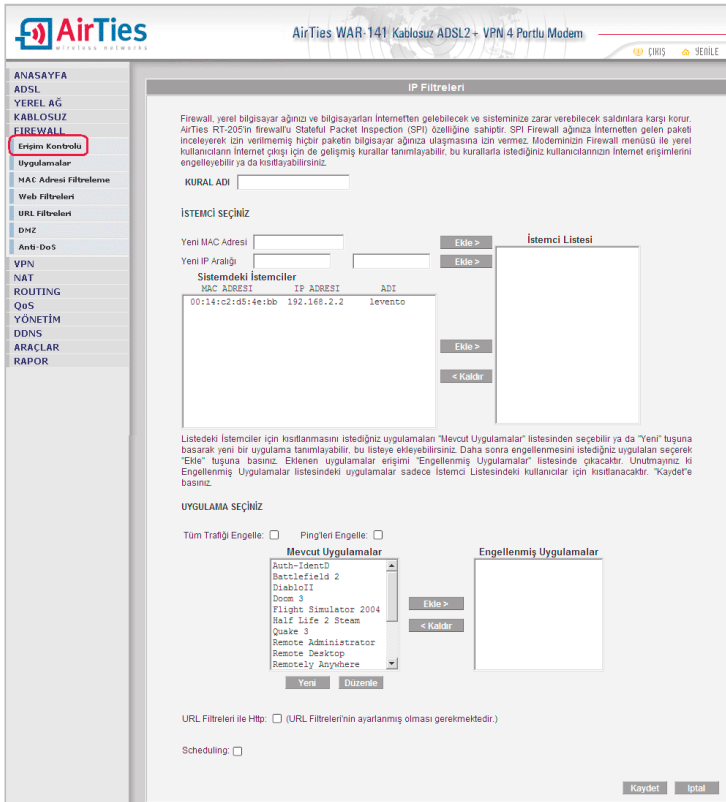 AirTies
wireless networks
AirTies WAR-141 Kablosuz ADSL2+ VPN 4 Portlu Modem
ÇIKIŞ
YENİLE
ANASAYFA
ADSL
YEREL AĞ
KABLOSUZ
FIREWALL
Erişim Kontrolü
Uygulamalar
MAC Adresi Filtreleme
Web Filtreleri
URL Filtreleri
DMZ
Anti-DoS
VPN
NAT
ROUTING
QoS
YÖNETİM
DDNS
ARAÇLAR
RAPOR
IP Filtreleri
Firewall, yerel bilgisayar ağınızı ve bilgisayarları İnternetten gelebilecek ve sisteminize zarar verebilecek saldırılara karşı korur.
AirTies RT-205'in firewall'u Stateful Packet Inspection (SPI) özelliğine sahiptir. SPI Firewall ağınıza Internetten gelen paketi
inceleyerek izin verilmemiş hiçbir paketin bilgisayar ağınıza ulaşmasına izin vermez. Modeminizin Firewall menüsü ile yerel
kullanıcıların İnternet çıkışı için de gelişmiş kurallar tanımlayabilir, bu kurallarla istediğiniz kullanıcılarınızın İnternet erişimlerini
engelleyebilir ya da kısıtlayabilirsiniz.
KURAL ADI
İSTEMCİ SEÇİNİZ
Yeni MAC Adresi
Ekle >
İstemci Listesi
Yeni IP Aralığı
Ekle >
Sistemdeki İstemciler
MAC ADRESI IP ADRESI ADI
00:14:c2:d5:4e:bb 192.168.2.2 levento
Ekle >
< Kaldır
Listedeki İstemciler için kısıtlanmasını istediğniz uygulamaları "Mevcut Uygulamalar" listesinden seçebilir ya da "Yeni" tuşuna
basarak yeni bir uygulama tanımlayabilir, bu listeye ekleyebilirsiniz. Daha sonra engellenmesini istediğniz uygulaları seçerek
"Ekle" tuşuna basınız. Eklenen uygulamalar erişimi "Engellenmiş Uygulamalar" listesinde çıkacaktır. Unutmayınız ki
Engellenmiş Uygulamalar listesindeki uygulamalar sadece İstemci Listesindeki kullanıcılar için kısıtlanacaktır. "Kaydet"e
basınız.
UYGULAMA SEÇİNİZ
Tüm Trafiği Engelle:
Ping'leri Engelle:
Mevcut Uygulamalar
Engellenmiş Uygulamalar
Auth-IdentD
Battlefield 2
DiabloII
Doom 3
Flight Simulator 2004
Half Life 2 Steam
Quake 3
Remote Administrator
Remote Desktop
Remotely Anywhere
Ekle >
< Kaldır
Yeni
Düzenle
URL Filtreleri ile Http: (URL Filtreleri'nin ayarlanmış olması gerekmektedir.)
Scheduling:
Kaydet
Iptal